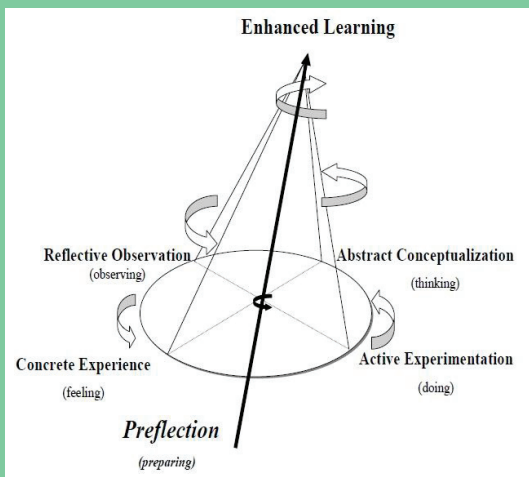 Enhanced Learning
Reflective Observation
(observing)
Abstract Conceptualization
(thinking)
Concrete Experience
(feeling)
Active Experimentation
(doing)
Preflection
(preparing)